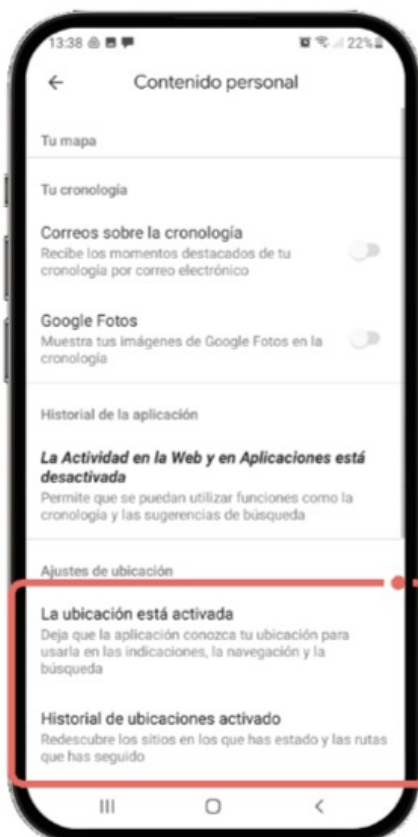 13:38 22%
Contenido personal
Tu mapa
Tu cronología
Correos sobre la cronología
Recibe los momentos destacados de tu
cronología por correo electrónico
Google Fotos
Muestra tus imágenes de Google Fotos en la
cronología
Historial de la aplicación
La Actividad en la Web y en Aplicaciones está
desactivada
Permite que se puedan utilizar funciones como la
cronología y las sugerencias de búsqueda
Ajustes de ubicación
La ubicación está activada
Deja que la aplicación conozca tu ubicación para
usarla en las indicaciones, la navegación y la
búsqueda
Historial de ubicaciones activado
Redescubre los sitios en los que has estado y las rutas
que has seguido